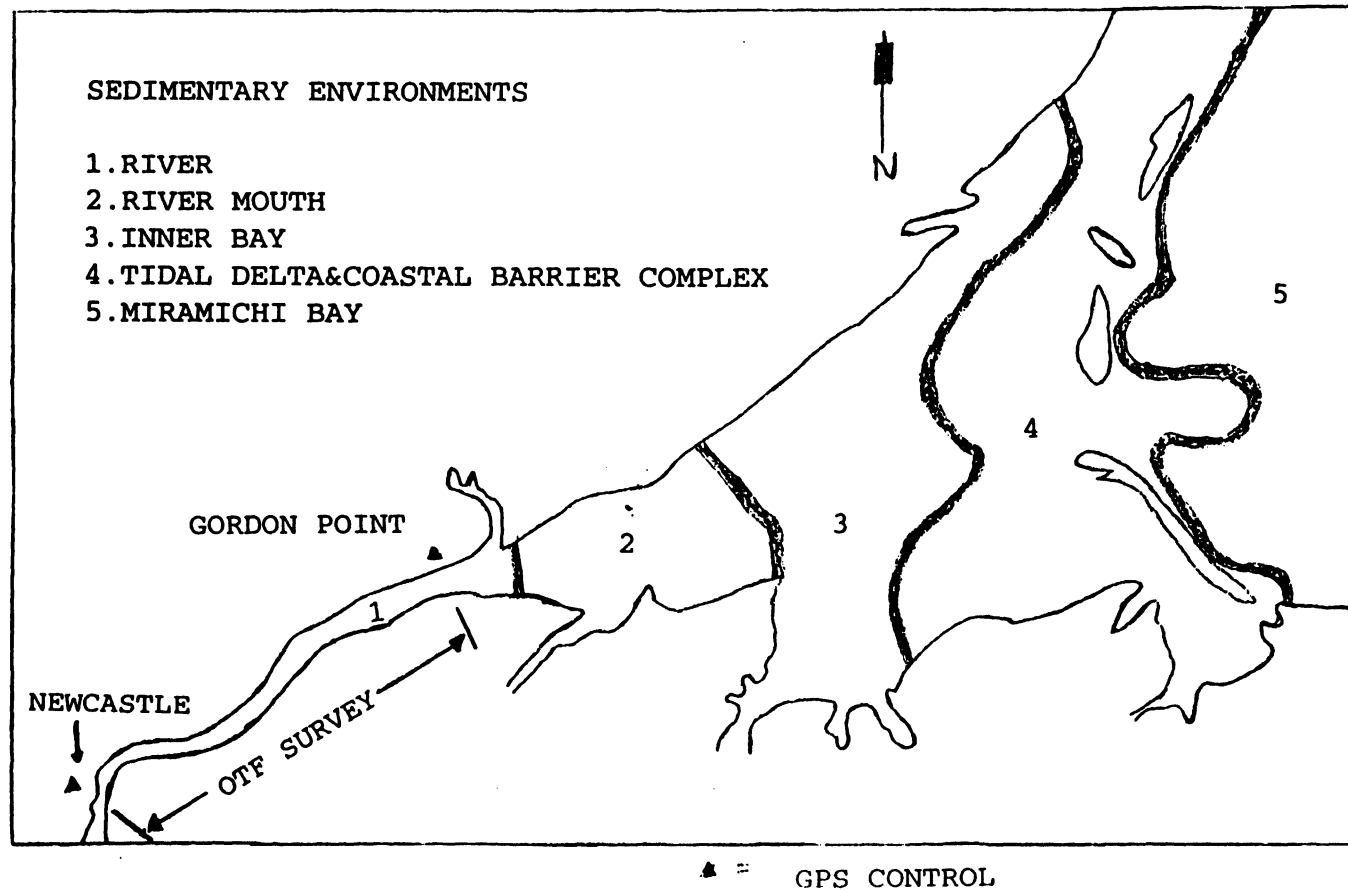 SEDIMENTARY ENVIRONMENTS
1.RIVER
2.RIVER MOUTH
3.INNER BAY
4.TIDAL DELTA&COASTAL BARRIER COMPLEX
5.MIRAMICHI BAY
N
5
4
3
2
GORDON POINT
1
NEWCASTLE
OTF SURVEY
▲ = GPS CONTROL